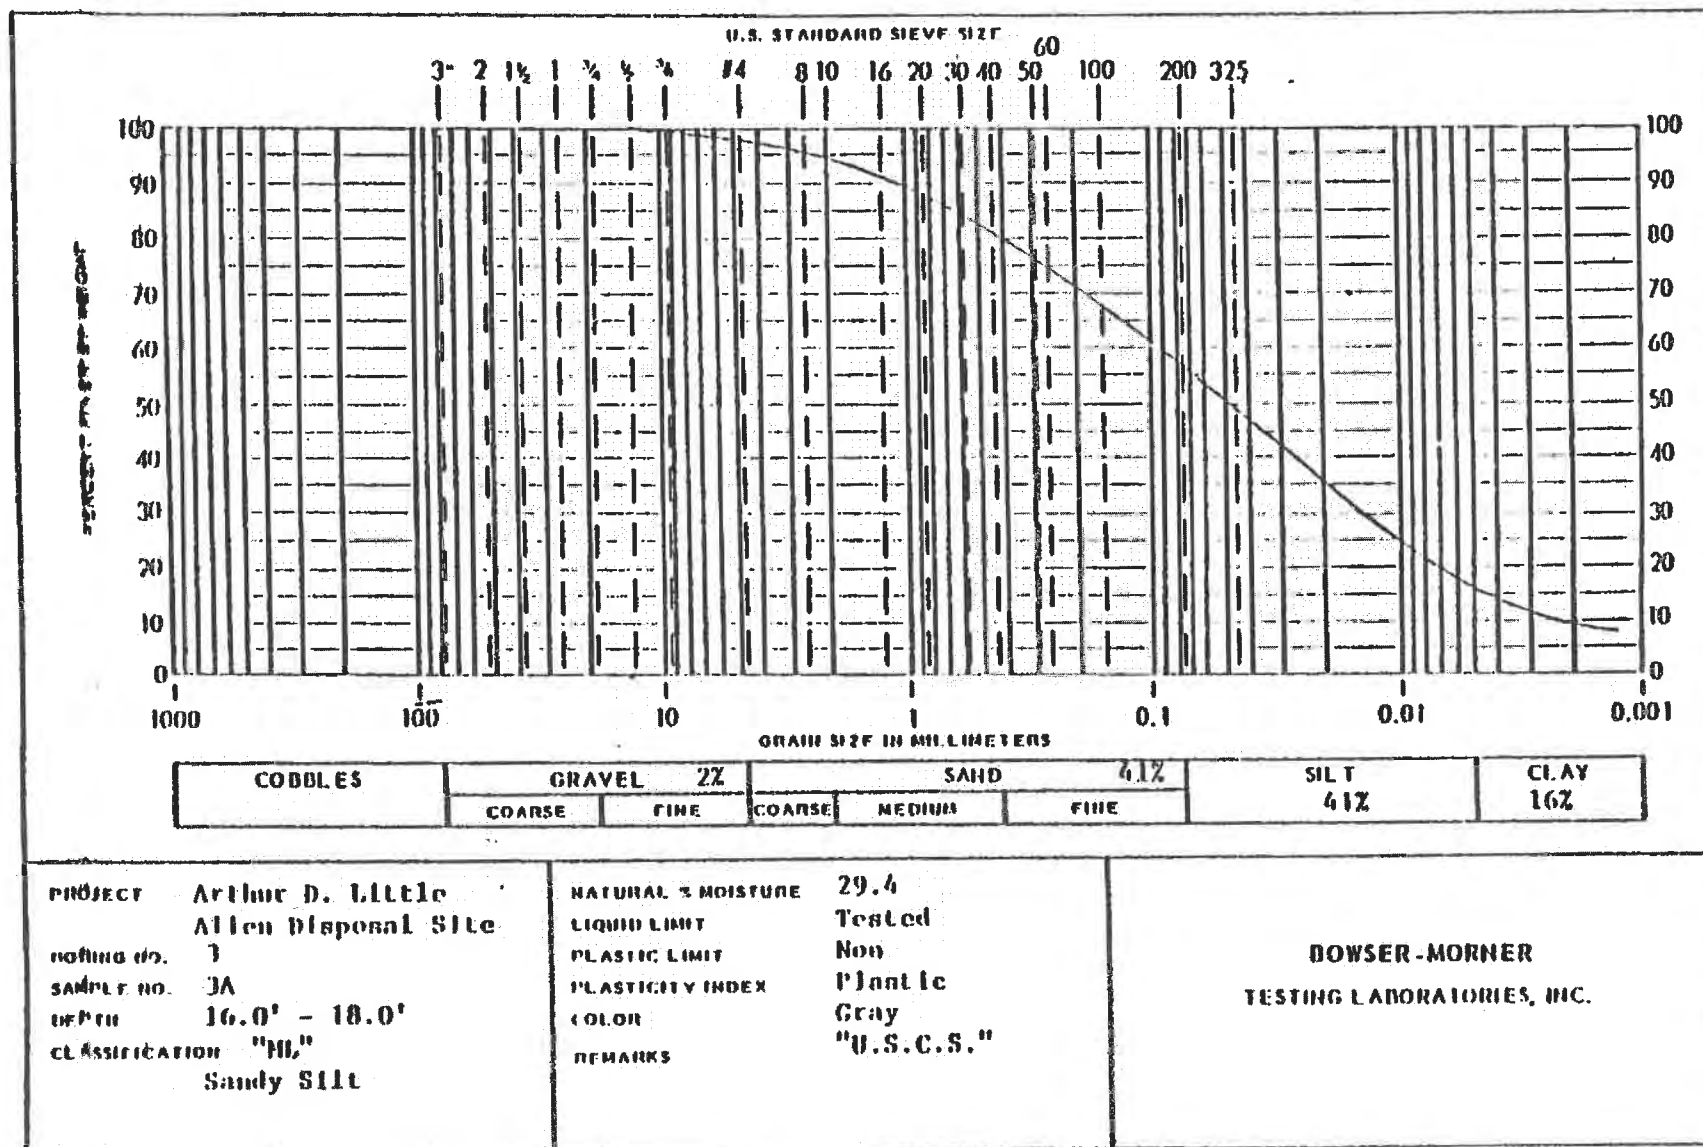 U.S. STANDARD SIEVE SIZE
60
3" 2 1½ 1 ¾ ½ ⅜ #4 8 10 16 20 30 40 50 100 200 325
100 100
90 90
80 80
70 70
60 60
50 50
40 40
30 30
20 20
10 10
0 0
1000 100 10 1 0.1 0.01 0.001
GRAIN SIZE IN MILLIMETERS
COBBLES GRAVEL 2% SAND 41% SILT CLAY
COARSE FINE COARSE MEDIUM FINE 41% 16%
PROJECT Arthur D. Little
Allen Disposal Site
BORING NO. 3
SAMPLE NO. 3A
DEPTH 16.0' - 18.0'
CLASSIFICATION "ML"
Sandy Silt
NATURAL % MOISTURE 29.4
LIQUID LIMIT Tested
PLASTIC LIMIT Non
PLASTICITY INDEX Plastic
COLOR Gray
REMARKS "U.S.C.S."
BOWSER-MORNER
TESTING LABORATORIES, INC.